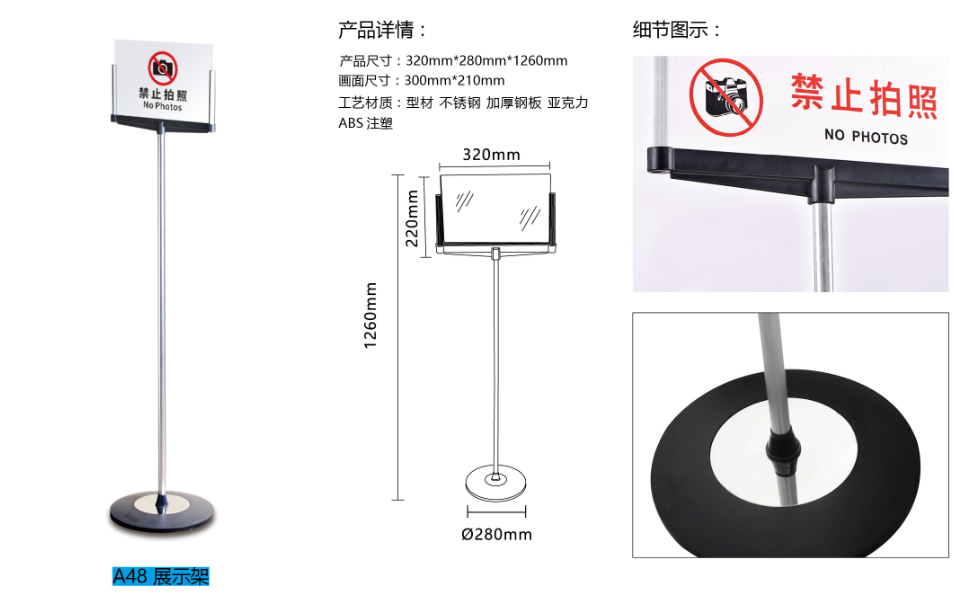 产品详情：
产品尺寸：320mm*280mm*1260mm
画面尺寸：300mm*210mm
工艺材质：型材 不锈钢 加厚钢板 亚克力
ABS 注塑
细节图示：
禁止拍照
No Photos
320mm
220mm
1260mm
Ø280mm
禁止拍照
NO PHOTOS
A48 展示架